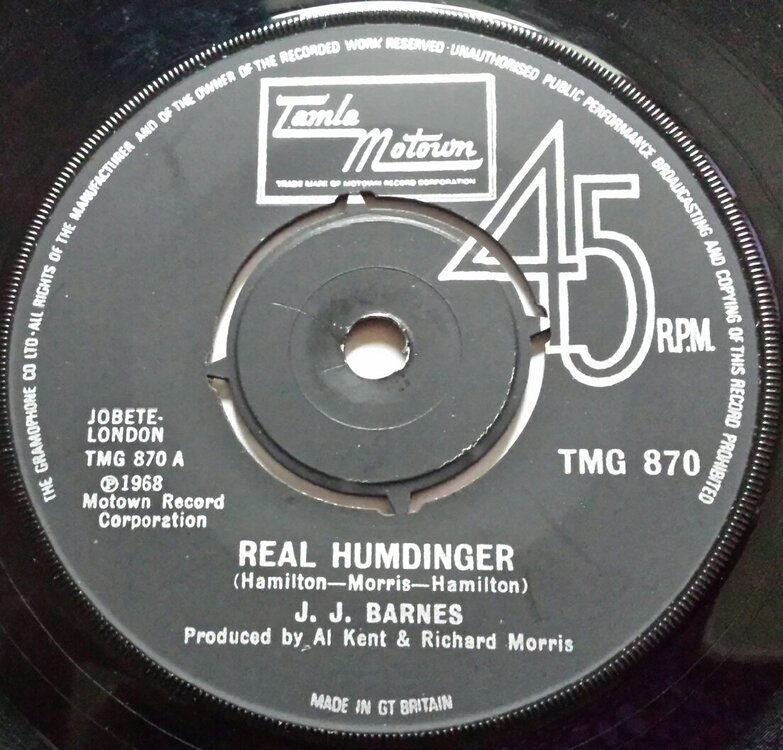 THE GRAMOPHONE CO LTD·ALL RIGHTS OF THE MANUFACTURER AND OF THE OWNER OF THE RECORDED WORK RESERVED·UNAUTHORISED PUBLIC PERFORMANCE BROADCASTING AND COPYING OF THIS RECORD PROHIBITED
Tamla
Motown
TRADE MARK OF MOTOWN RECORD CORPORATION
45
R.P.M.
JOBETE-
LONDON
TMG 870 A
℗1968
Motown Record
Corporation
TMG 870
REAL HUMDINGER
(Hamilton—Morris—Hamilton)
J. J. BARNES
Produced by Al Kent & Richard Morris
MADE IN GT BRITAIN